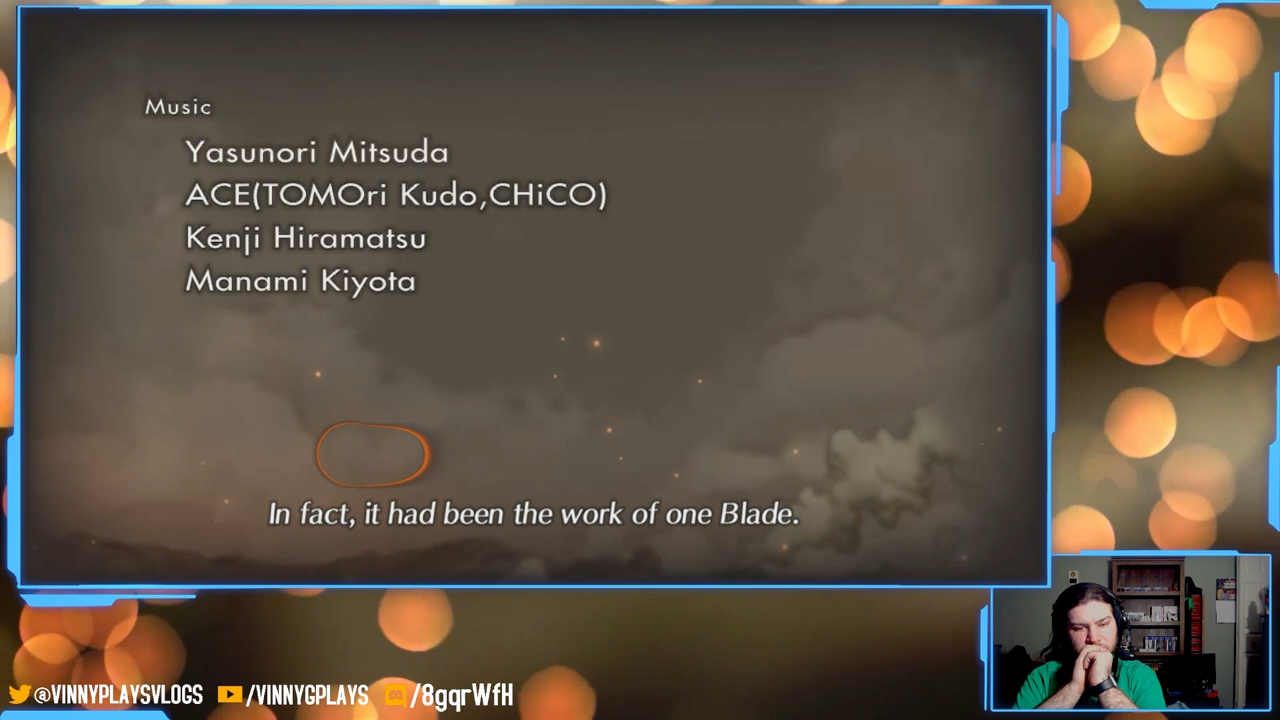 Music
Yasunori Mitsuda
ACE(TOMOri Kudo,CHiCO)
Kenji Hiramatsu
Manami Kiyota
In fact, it had been the work of one Blade.
@VINNYPLAYSVLOGS /VINNYGPLAYS /8gqrWfH